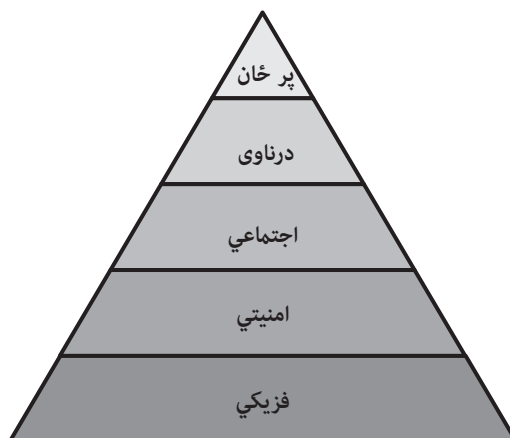 پر ځان
درناوی
اجتماعي
امنيتي
فزيکي